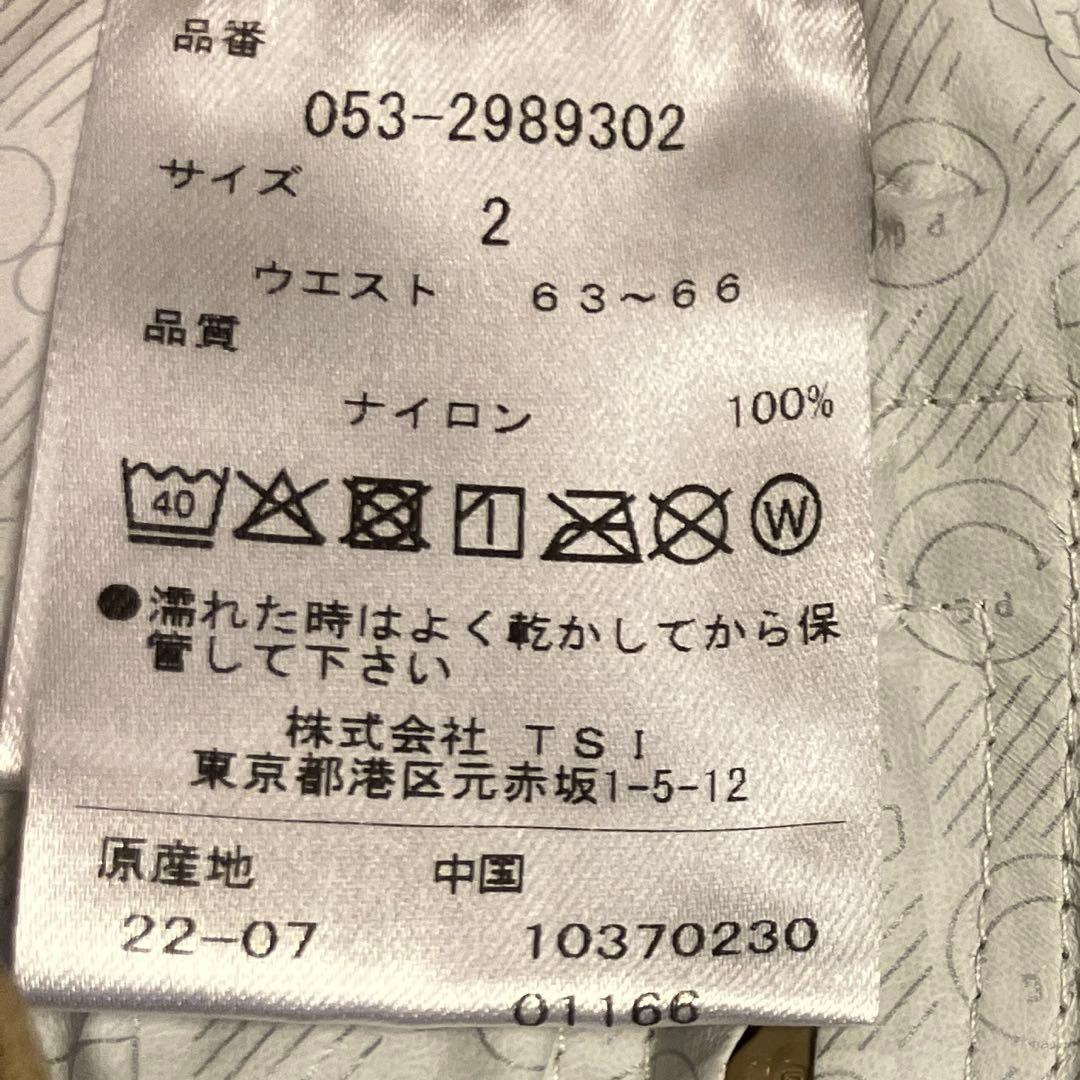 品番
053-2989302
サイズ
2
ウエスト 63~66
品質
ナイロン 100%
40 W
●濡れた時はよく乾かしてから保
管して下さい
株式会社 TSI
東京都港区元赤坂1-5-12
原産地 中国
22-07 10370230
01166